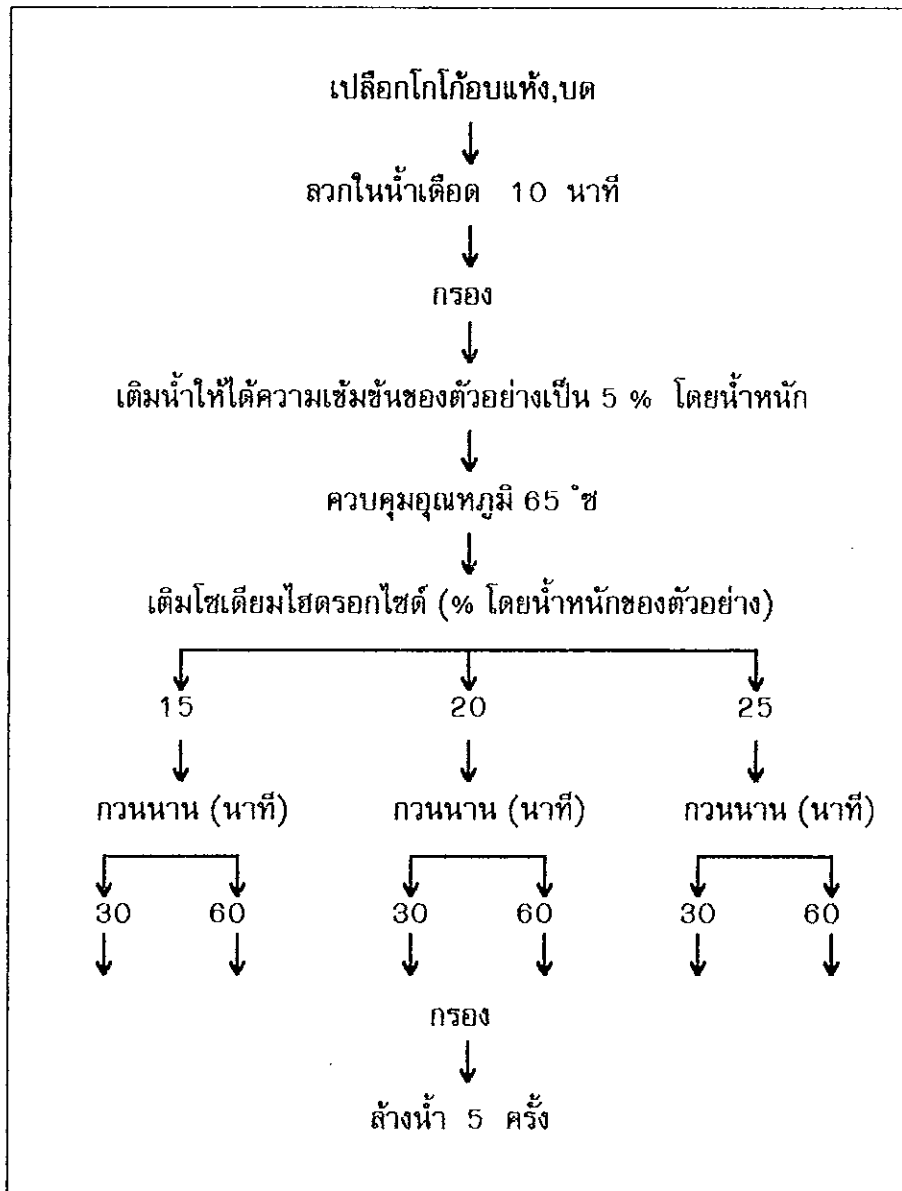 เปลือกโกโก้อบแห้ง,บด
ลวกในน้ำเดือด 10 นาที
กรอง
เติมน้ำให้ได้ความเข้มข้นของตัวอย่างเป็น 5 % โดยน้ำหนัก
ควบคุมอุณหภูมิ 65 °ซ
เติมโซเดียมไฮดรอกไซด์ (% โดยน้ำหนักของตัวอย่าง)
15 20 25
กวนนาน (นาที) กวนนาน (นาที) กวนนาน (นาที)
30 60 30 60 30 60
กรอง
ล้างน้ำ 5 ครั้ง